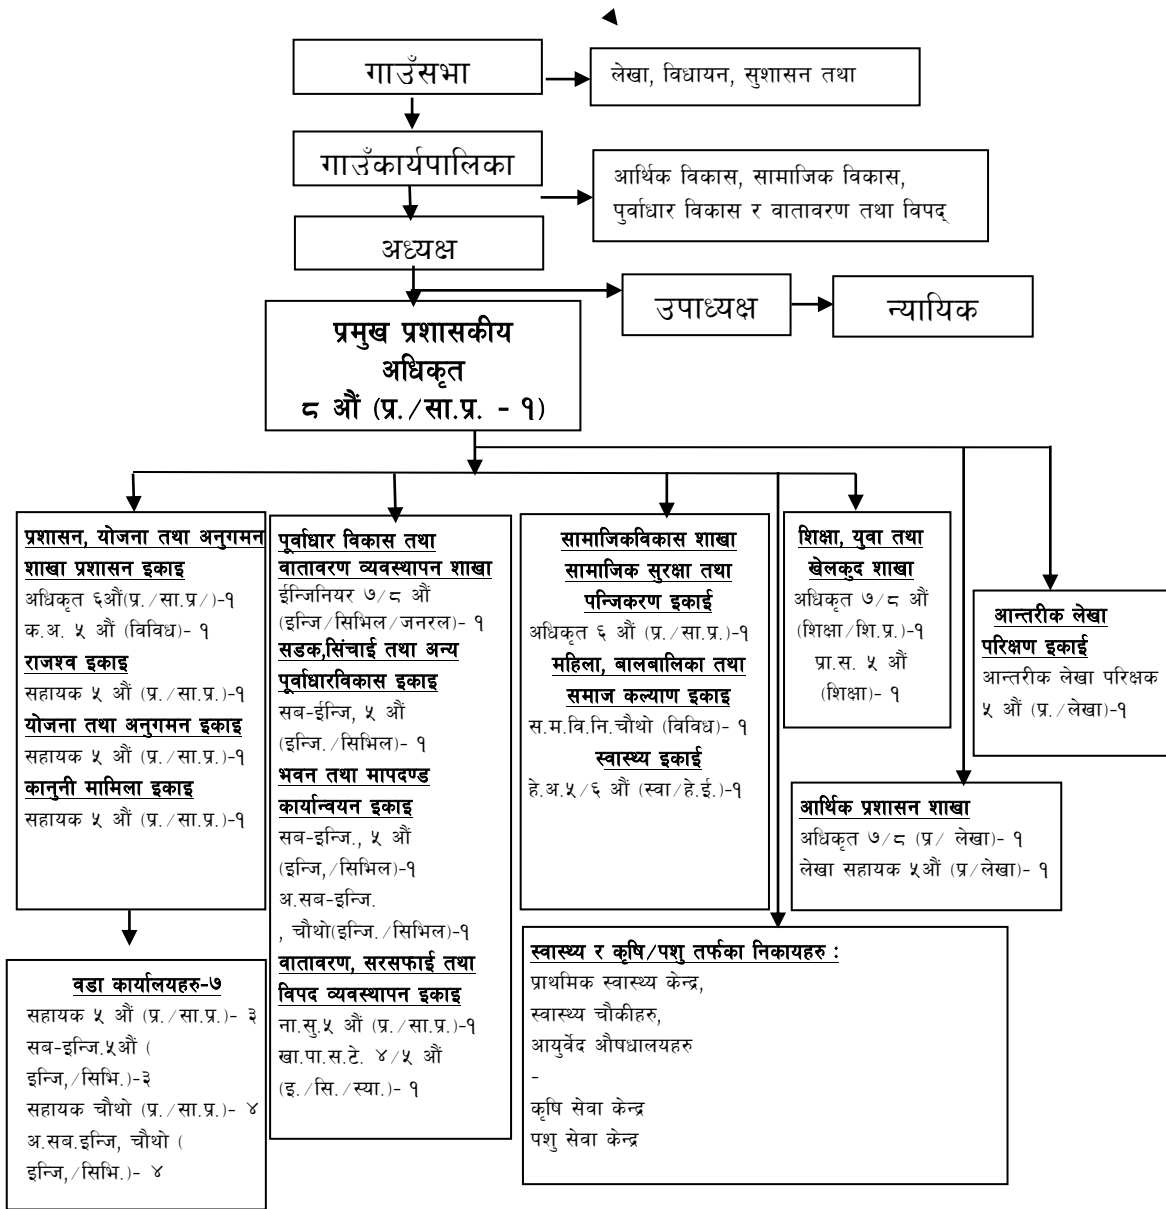 गाउँसभा
लेखा, विधायन, सुशासन तथा
गाउँकार्यपालिका
आर्थिक विकास, सामाजिक विकास,
पुर्वाधार विकास र वातावरण तथा विपद्
अध्यक्ष
उपाध्यक्ष
न्यायिक
प्रमुख प्रशासकीय
अधिकृत
८ औं (प्र./सा.प्र. - १)
प्रशासन, योजना तथा अनुगमन
शाखा प्रशासन इकाइ
अधिकृत ६औं(प्र./सा.प्र/)-१
क.अ. ५ औं (विविध) - १
राजश्व इकाइ
सहायक ५ औं (प्र./सा.प्र.)-१
योजना तथा अनुगमन इकाइ
सहायक ५ औं (प्र./सा.प्र.)-१
कानुनी मामिला इकाइ
सहायक ५ औं (प्र./सा.प्र.)-१
वडा कार्यालयहरु-७
सहायक ५ औं (प्र./सा.प्र.)- ३
सब-इन्जि.५औं (
इन्जि,/सिभि.)-३
सहायक चौथो (प्र./सा.प्र.)- ४
अ.सब.इन्जि, चौथो (
इन्जि,/सिभि.)- ४
पूर्वाधार विकास तथा
वातावरण व्यवस्थापन शाखा
ईन्जिनियर ७/८ औं
(इन्जि/सिभिल/जनरल)- १
सडक,सिंचाई तथा अन्य
पूर्वाधारविकास इकाइ
सब-ईन्जि, ५ औं
(इन्जि./सिभिल)- १
भवन तथा मापदण्ड
कार्यान्वयन इकाइ
सब-इन्जि., ५ औं
(इन्जि,/सिभिल)-१
अ.सब-इन्जि.
, चौथो(इन्जि./सिभिल)-१
वातावरण, सरसफाई तथा
विपद व्यवस्थापन इकाइ
ना.सु.५ औं (प्र./सा.प्र.)-१
खा.पा.स.टे. ४/५ औं
(इ./सि./स्या.)- १
सामाजिकविकास शाखा
सामाजिक सुरक्षा तथा
पन्जिकरण इकाइ
अधिकृत ६ औं (प्र./सा.प्र.)-१
महिला, बालबालिका तथा
समाज कल्याण इकाइ
स.म.वि.नि.चौथो (विविध)- १
स्वास्थ्य इकाई
हे.अ.५/६ औं (स्वा/हे.ई.)-१
शिक्षा, युवा तथा
खेलकुद शाखा
अधिकृत ७/८ औं
(शिक्षा/शि.प्र.)-१
प्रा.स. ५ औं
(शिक्षा)- १
आन्तरीक लेखा
परिक्षण इकाई
आन्तरीक लेखा परिक्षक
५ औं (प्र./लेखा)-१
आर्थिक प्रशासन शाखा
अधिकृत ७/८ (प्र/ लेखा)- १
लेखा सहायक ५औं (प्र/लेखा)- १
स्वास्थ्य र कृषि/पशु तर्फका निकायहरु :
प्राथमिक स्वास्थ्य केन्द्र,
स्वास्थ्य चौकीहरु,
आयुर्वेद औषधालयहरु
-
कृषि सेवा केन्द्र
पशु सेवा केन्द्र